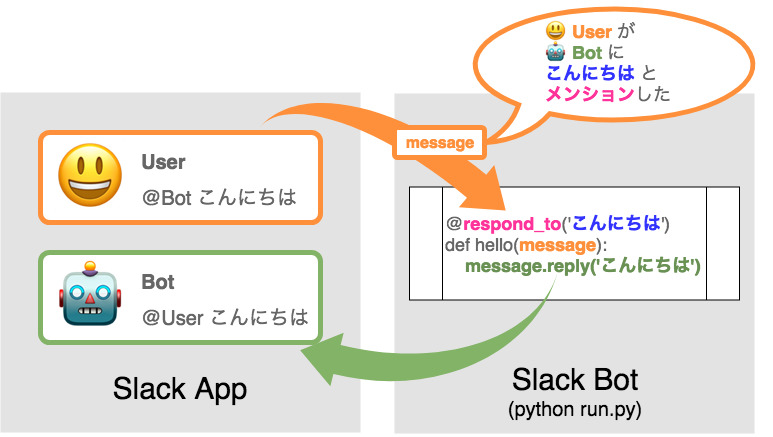 😃 User が
🤖 Bot に
こんにちは と
メンションした
message
User
@Bot こんにちは
@respond_to('こんにちは')
def hello(message):
message.reply('こんにちは')
Bot
@User こんにちは
Slack App
Slack Bot
(python run.py)